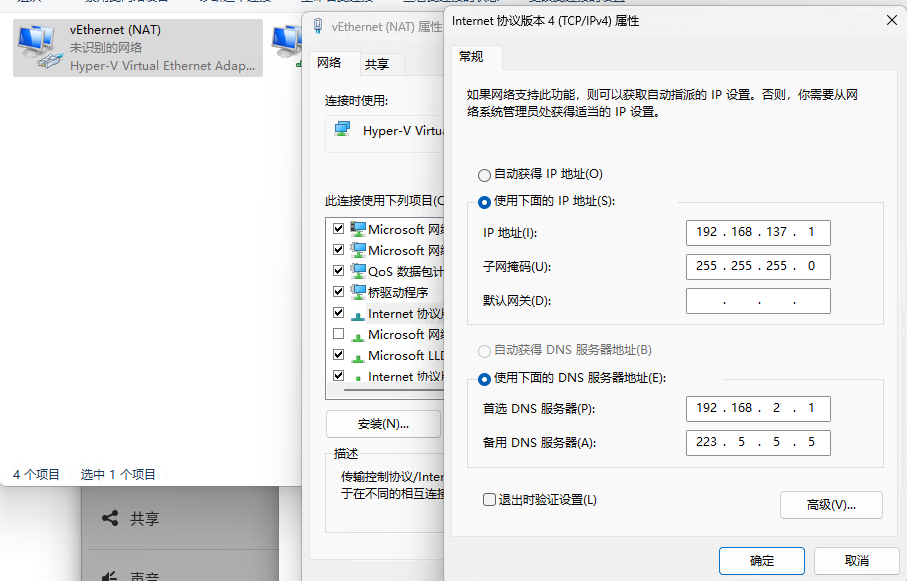 vEthernet (NAT)
未识别的网络
Hyper-V Virtual Ethernet Adap...
4 个项目 选中 1 个项目
共享
声音
vEthernet (NAT) 属性
网络 共享
连接时使用:
Hyper-V Virtu
此连接使用下列项目(O
Microsoft 网
Microsoft 网
QoS 数据包计
桥驱动程序
Internet 协议
Microsoft 网
Microsoft LLD
Internet 协议
安装(N)...
描述
传输控制协议/Inter
于在不同的相互连接
Internet 协议版本 4 (TCP/IPv4) 属性
常规
如果网络支持此功能，则可以获取自动指派的 IP 设置。否则，你需要从网
络系统管理员处获得适当的 IP 设置。
自动获得 IP 地址(O)
使用下面的 IP 地址(S):
IP 地址(I): 192 . 168 . 137 . 1
子网掩码(U): 255 . 255 . 255 . 0
默认网关(D): . . .
自动获得 DNS 服务器地址(B)
使用下面的 DNS 服务器地址(E):
首选 DNS 服务器(P): 192 . 168 . 2 . 1
备用 DNS 服务器(A): 223 . 5 . 5 . 5
退出时验证设置(L)
高级(V)...
确定 取消